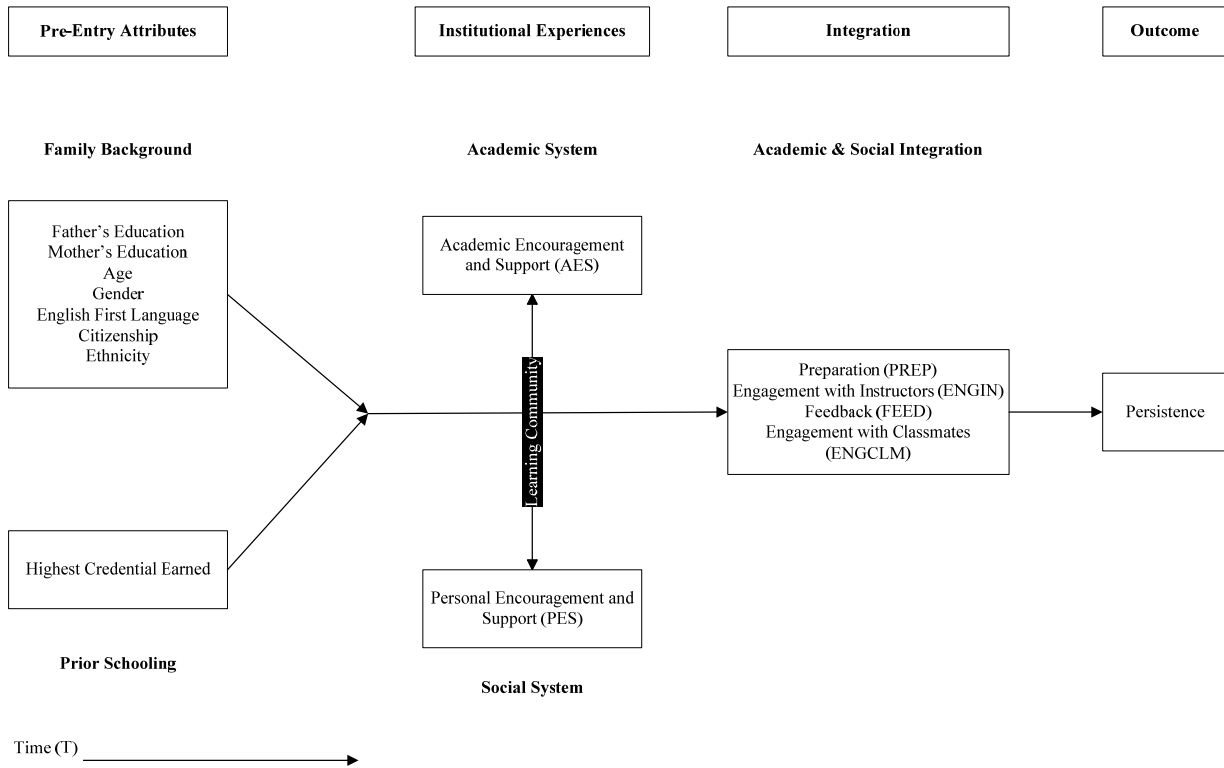 Pre-Entry Attributes
Institutional Experiences
Integration
Outcome
Family Background
Academic System
Academic & Social Integration
Father's Education
Mother's Education
Age
Gender
English First Language
Citizenship
Ethnicity
Academic Encouragement
and Support (AES)
Learning Community
Preparation (PREP)
Engagement with Instructors (ENGIN)
Feedback (FEED)
Engagement with Classmates
(ENGCLM)
Persistence
Highest Credential Earned
Personal Encouragement and
Support (PES)
Prior Schooling
Social System
Time (T)